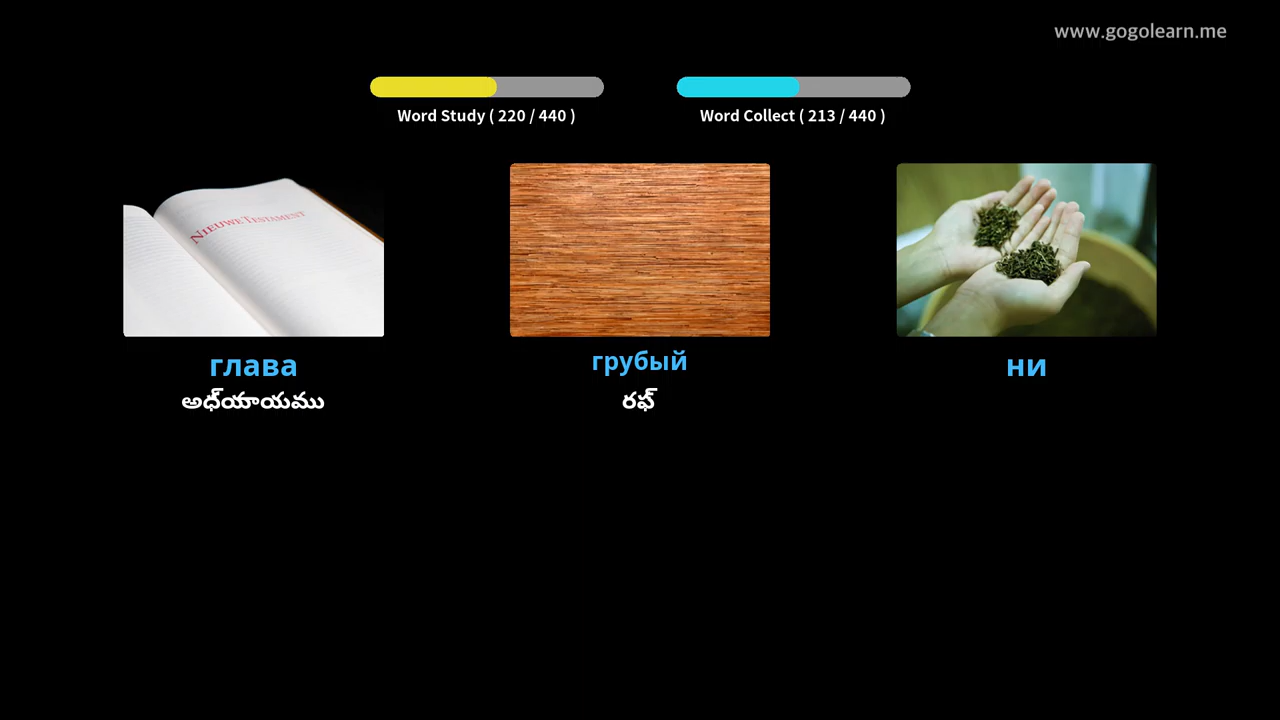 www.gogolearn.me
Word Study ( 220 / 440 )
Word Collect ( 213 / 440 )
NIEUWE TESTAMENT
глава
грубый
ни
అధ్యాయము
రఫ్